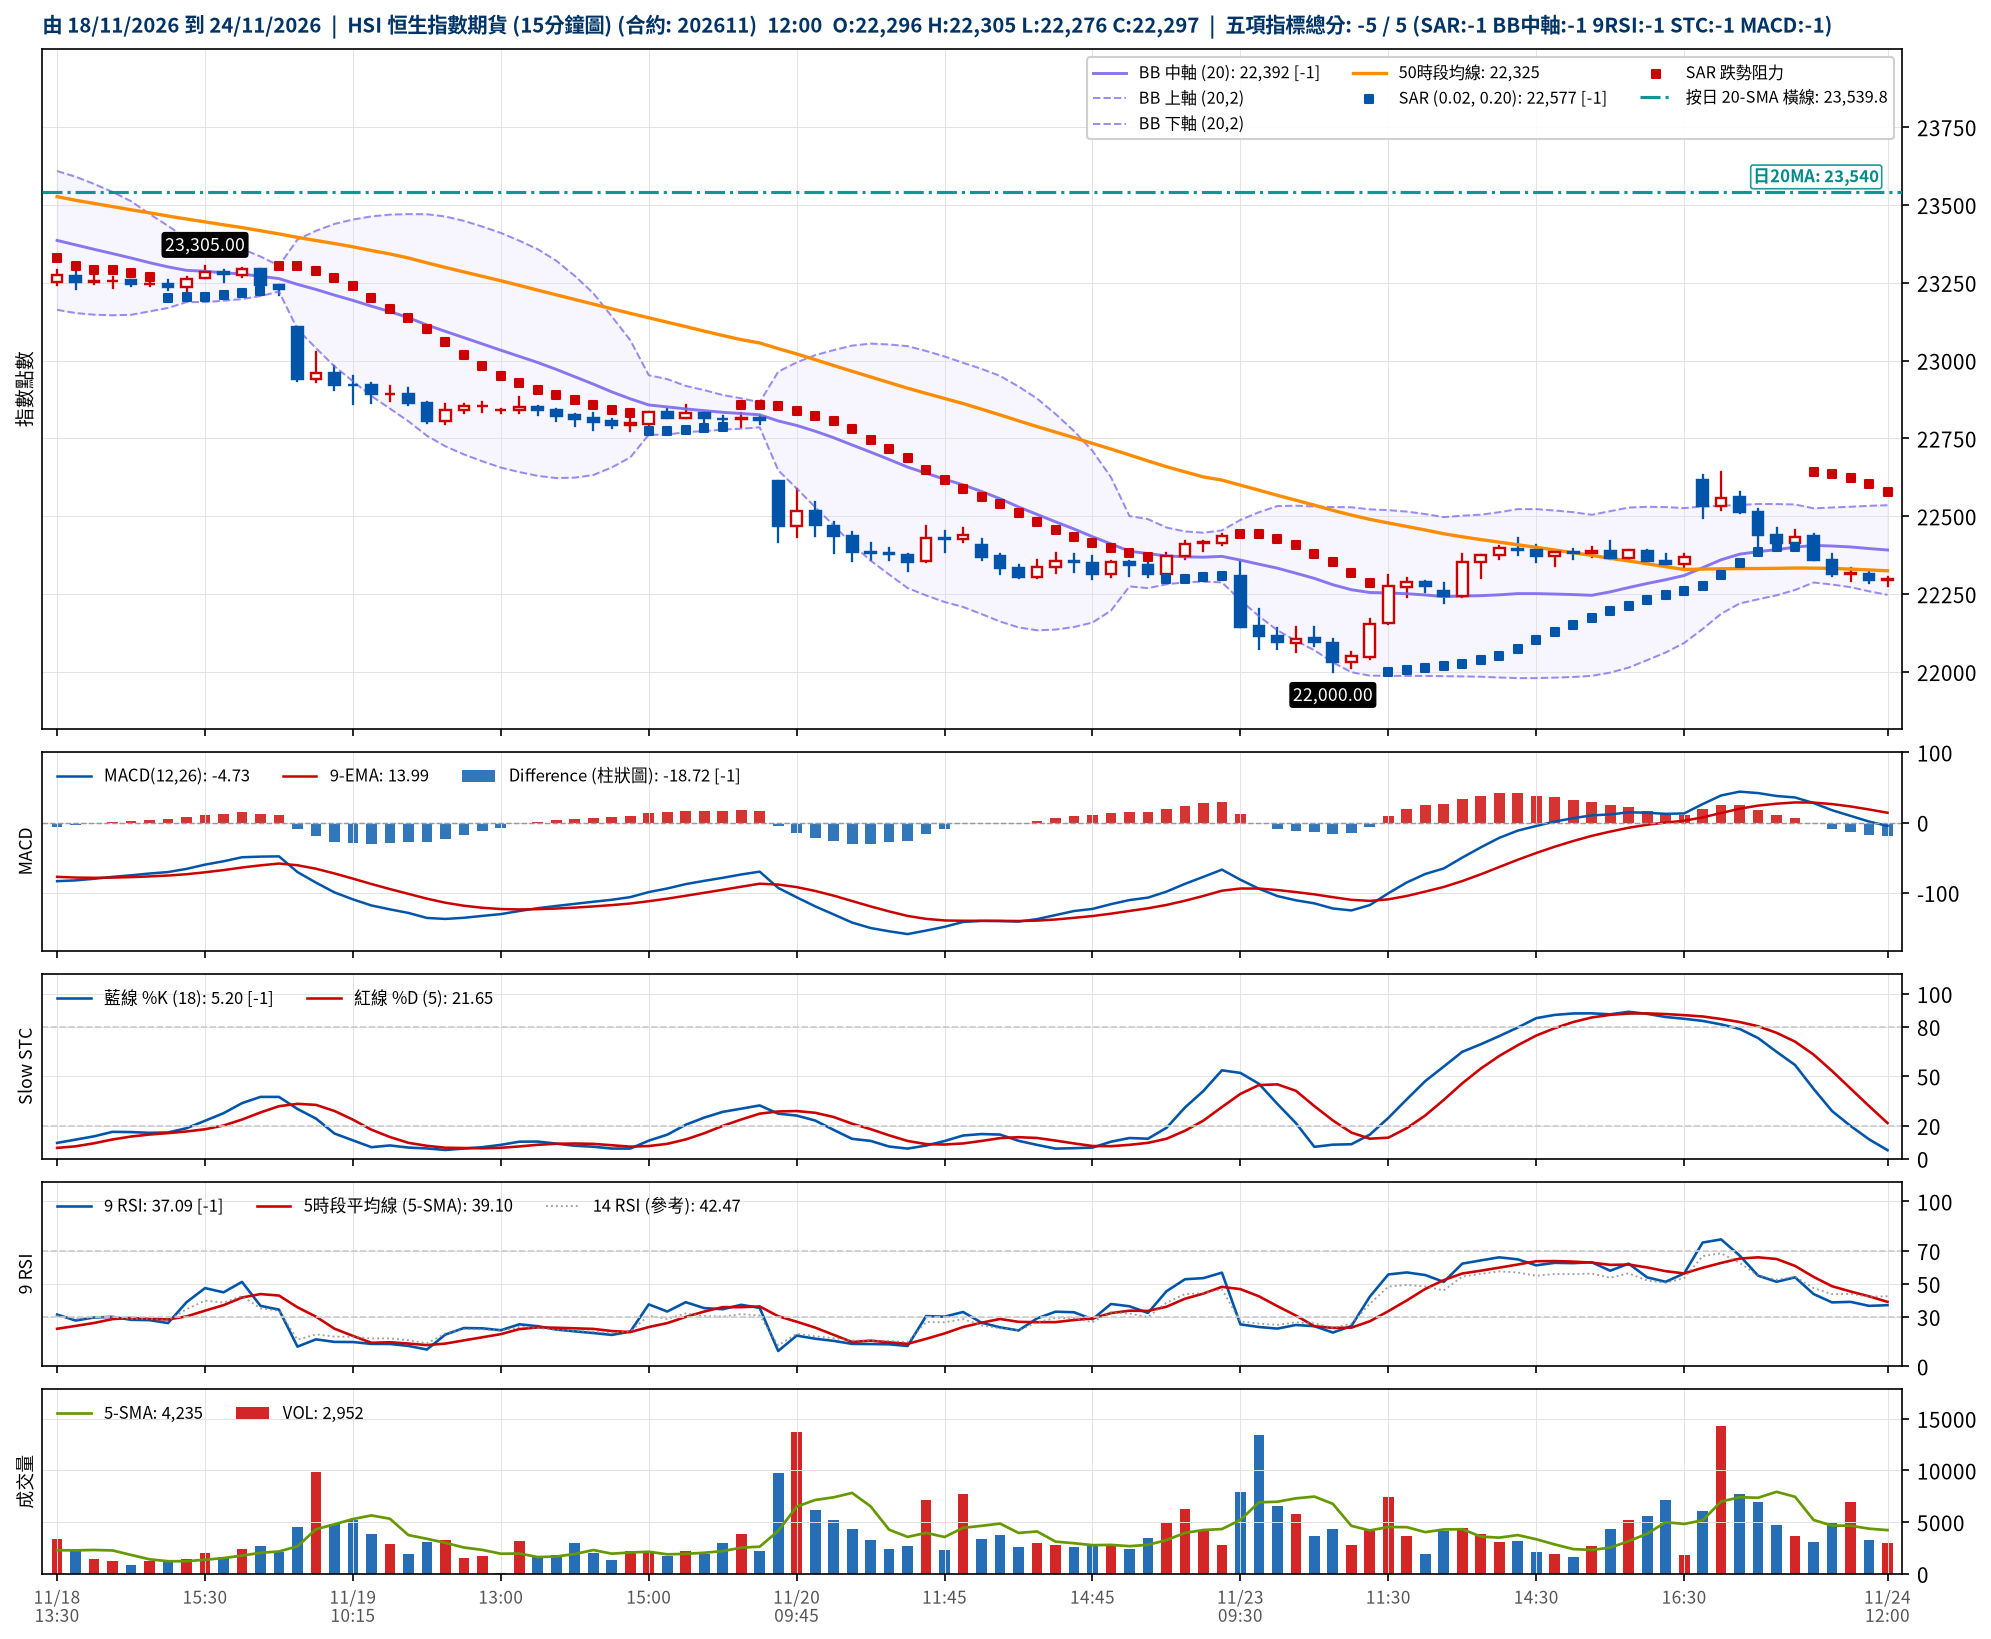 由 18/11/2026 到 24/11/2026 | HSI 恒生指數期貨 (15分鐘圖) (合約: 202611) 12:00 O:22,296 H:22,305 L:22,276 C:22,297 | 五項指標總分: -5 / 5 (SAR:-1 BB中軸:-1 9RSI:-1 STC:-1 MACD:-1)
BB 中軸 (20): 22,392 [-1]
BB 上軸 (20,2)
BB 下軸 (20,2)
50時段均線: 22,325
SAR (0.02, 0.20): 22,577 [-1]
SAR 跌勢阻力
按日 20-SMA 橫線: 23,539.8
日20MA: 23,540
23,305.00
22,000.00
指數點數
23750
23500
23250
23000
22750
22500
22250
22000
MACD(12,26): -4.73
9-EMA: 13.99
Difference (柱狀圖): -18.72 [-1]
MACD
100
0
-100
藍線 %K (18): 5.20 [-1]
紅線 %D (5): 21.65
Slow STC
100
80
50
20
0
9 RSI: 37.09 [-1]
5時段平均線 (5-SMA): 39.10
14 RSI (參考): 42.47
9 RSI
100
70
50
30
0
5-SMA: 4,235
VOL: 2,952
成交量
15000
10000
5000
0
11/18
13:30
15:30
11/19
10:15
13:00
15:00
11/20
09:45
11:45
14:45
11/23
09:30
11:30
14:30
16:30
11/24
12:00